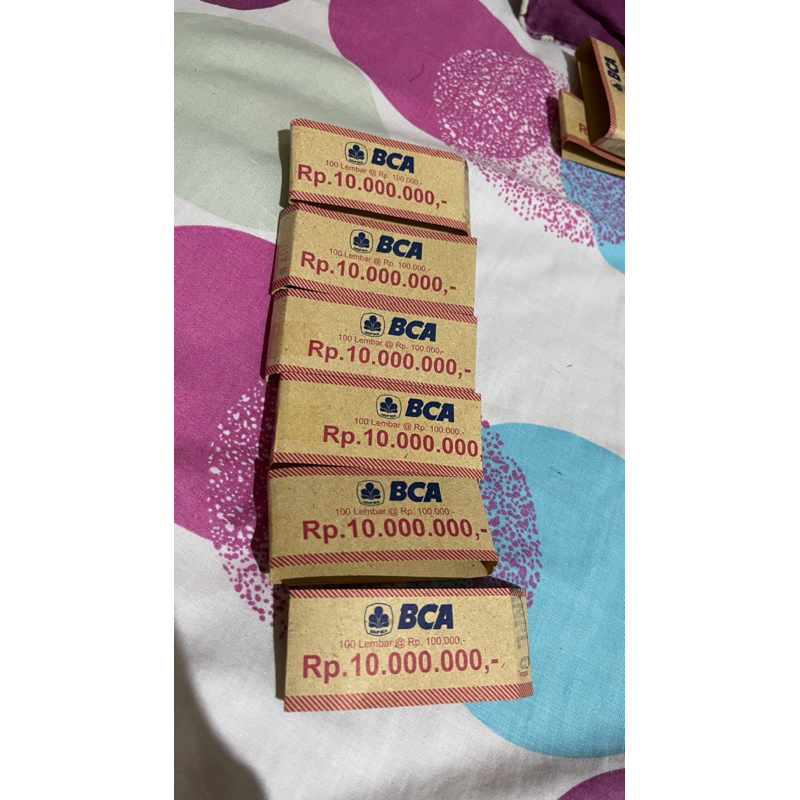 BCA
BCA
100 Lembar @ Rp. 100.000,-
Rp.10.000.000,-
BCA
100 Lembar @ Rp. 100.000,-
Rp.10.000.000,-
BCA
100 Lembar @ Rp. 100.000,-
Rp.10.000.000,-
BCA
100 Lembar @ Rp. 100.000,
Rp.10.000.000,
BCA
100 Lembar @ Rp. 100.000,-
Rp.10.000.000,-
BCA
100 Lembar @ Rp. 100.000,-
Rp.10.000.000,-